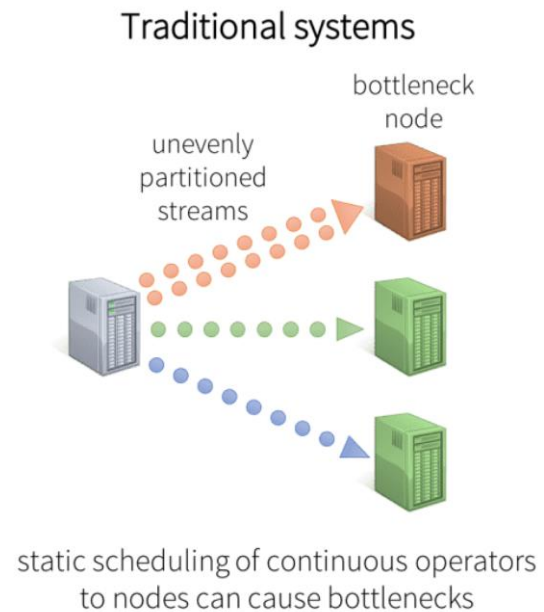 Traditional systems
bottleneck
node
unevenly
partitioned
streams
static scheduling of continuous operators
to nodes can cause bottlenecks